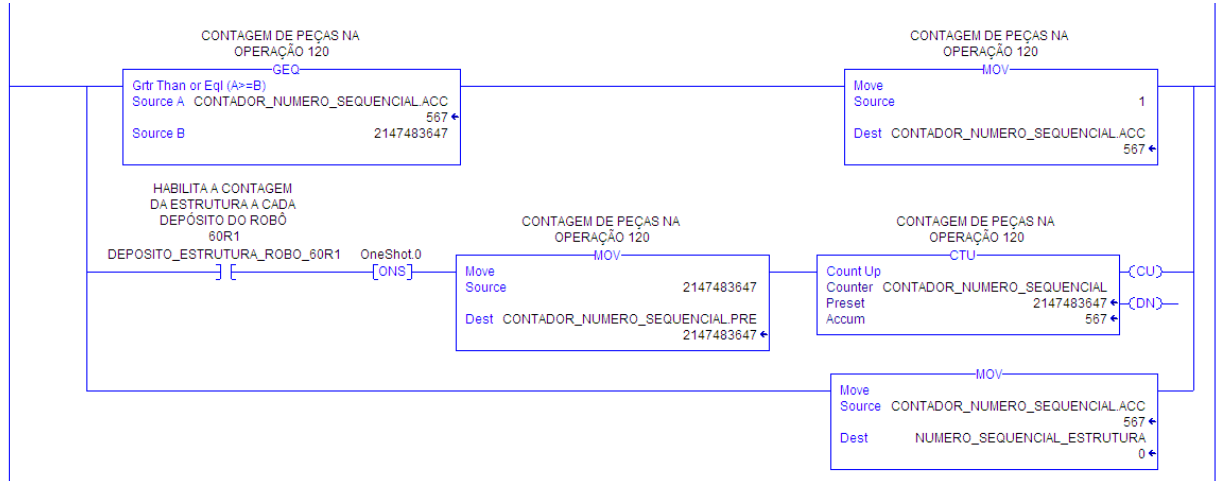 CONTAGEM DE PEÇAS NA
OPERAÇÃO 120
GEQ
Grtr Than or Eql (A>=B)
Source A CONTADOR_NUMERO_SEQUENCIAL.ACC
567
Source B 2147483647
CONTAGEM DE PEÇAS NA
OPERAÇÃO 120
MOV
Move
Source 1
Dest CONTADOR_NUMERO_SEQUENCIAL.ACC
567
HABILITA A CONTAGEM
DA ESTRUTURA A CADA
DEPÓSITO DO ROBÔ
60R1
DEPOSITO_ESTRUTURA_ROBO_60R1
OneShot.0
ONS
CONTAGEM DE PEÇAS NA
OPERAÇÃO 120
MOV
Move
Source 2147483647
Dest CONTADOR_NUMERO_SEQUENCIAL.PRE
2147483647
CONTAGEM DE PEÇAS NA
OPERAÇÃO 120
CTU
Count Up
Counter CONTADOR_NUMERO_SEQUENCIAL
Preset 2147483647
Accum 567
(CU)
(DN)
MOV
Move
Source CONTADOR_NUMERO_SEQUENCIAL.ACC
567
Dest NUMERO_SEQUENCIAL_ESTRUTURA
0